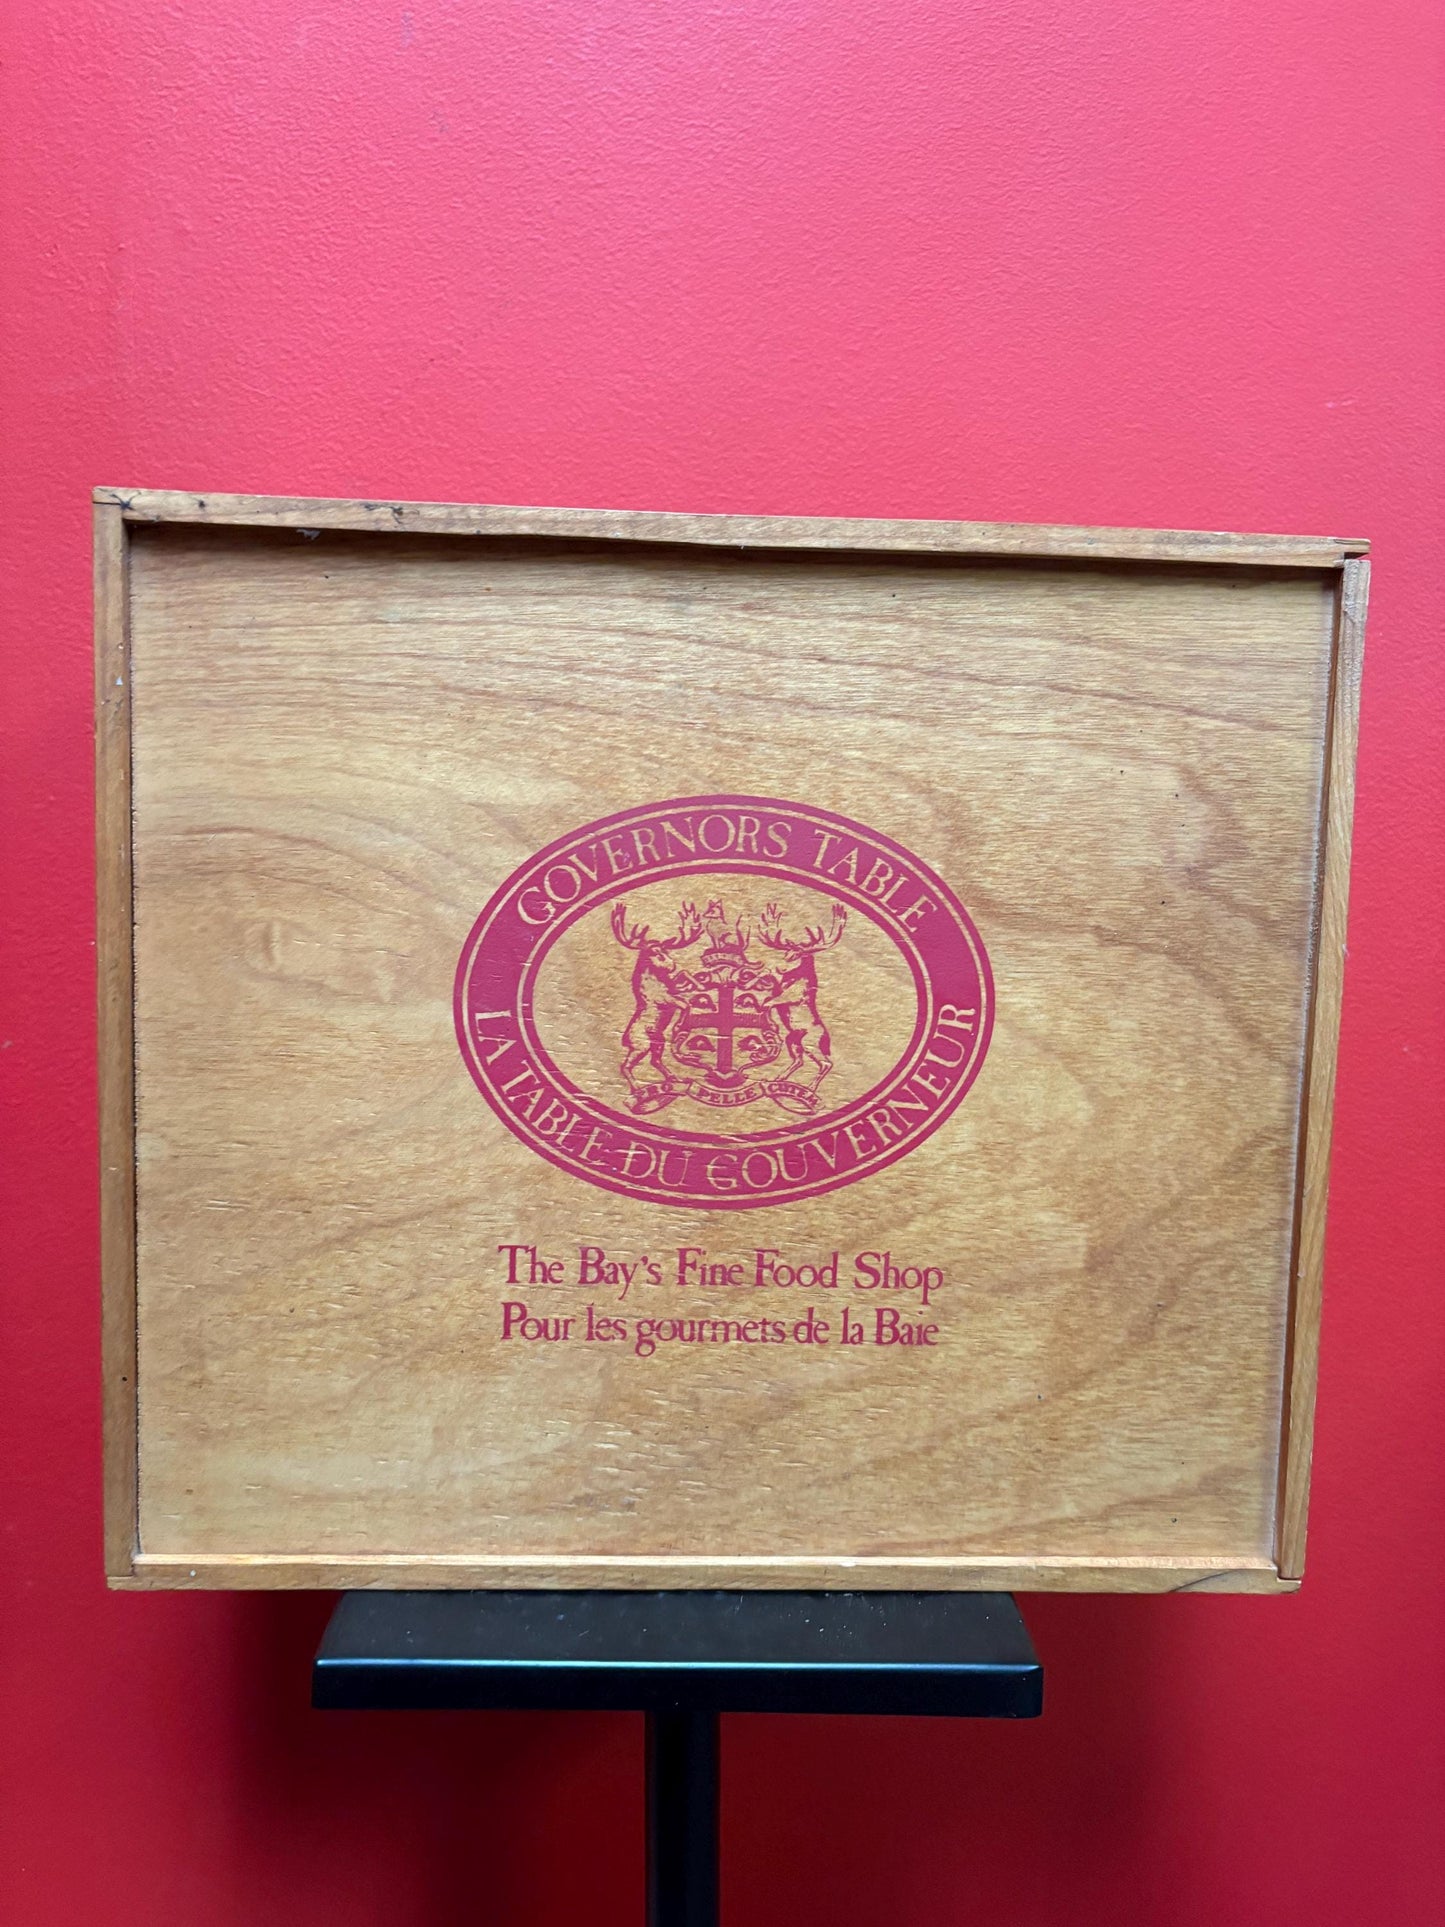 GOVERNORS TABLE
PRO PELLE CUTEM
LA TABLE DU GOUVERNEUR
The Bay's Fine Food Shop
Pour les gourmets de la Baie